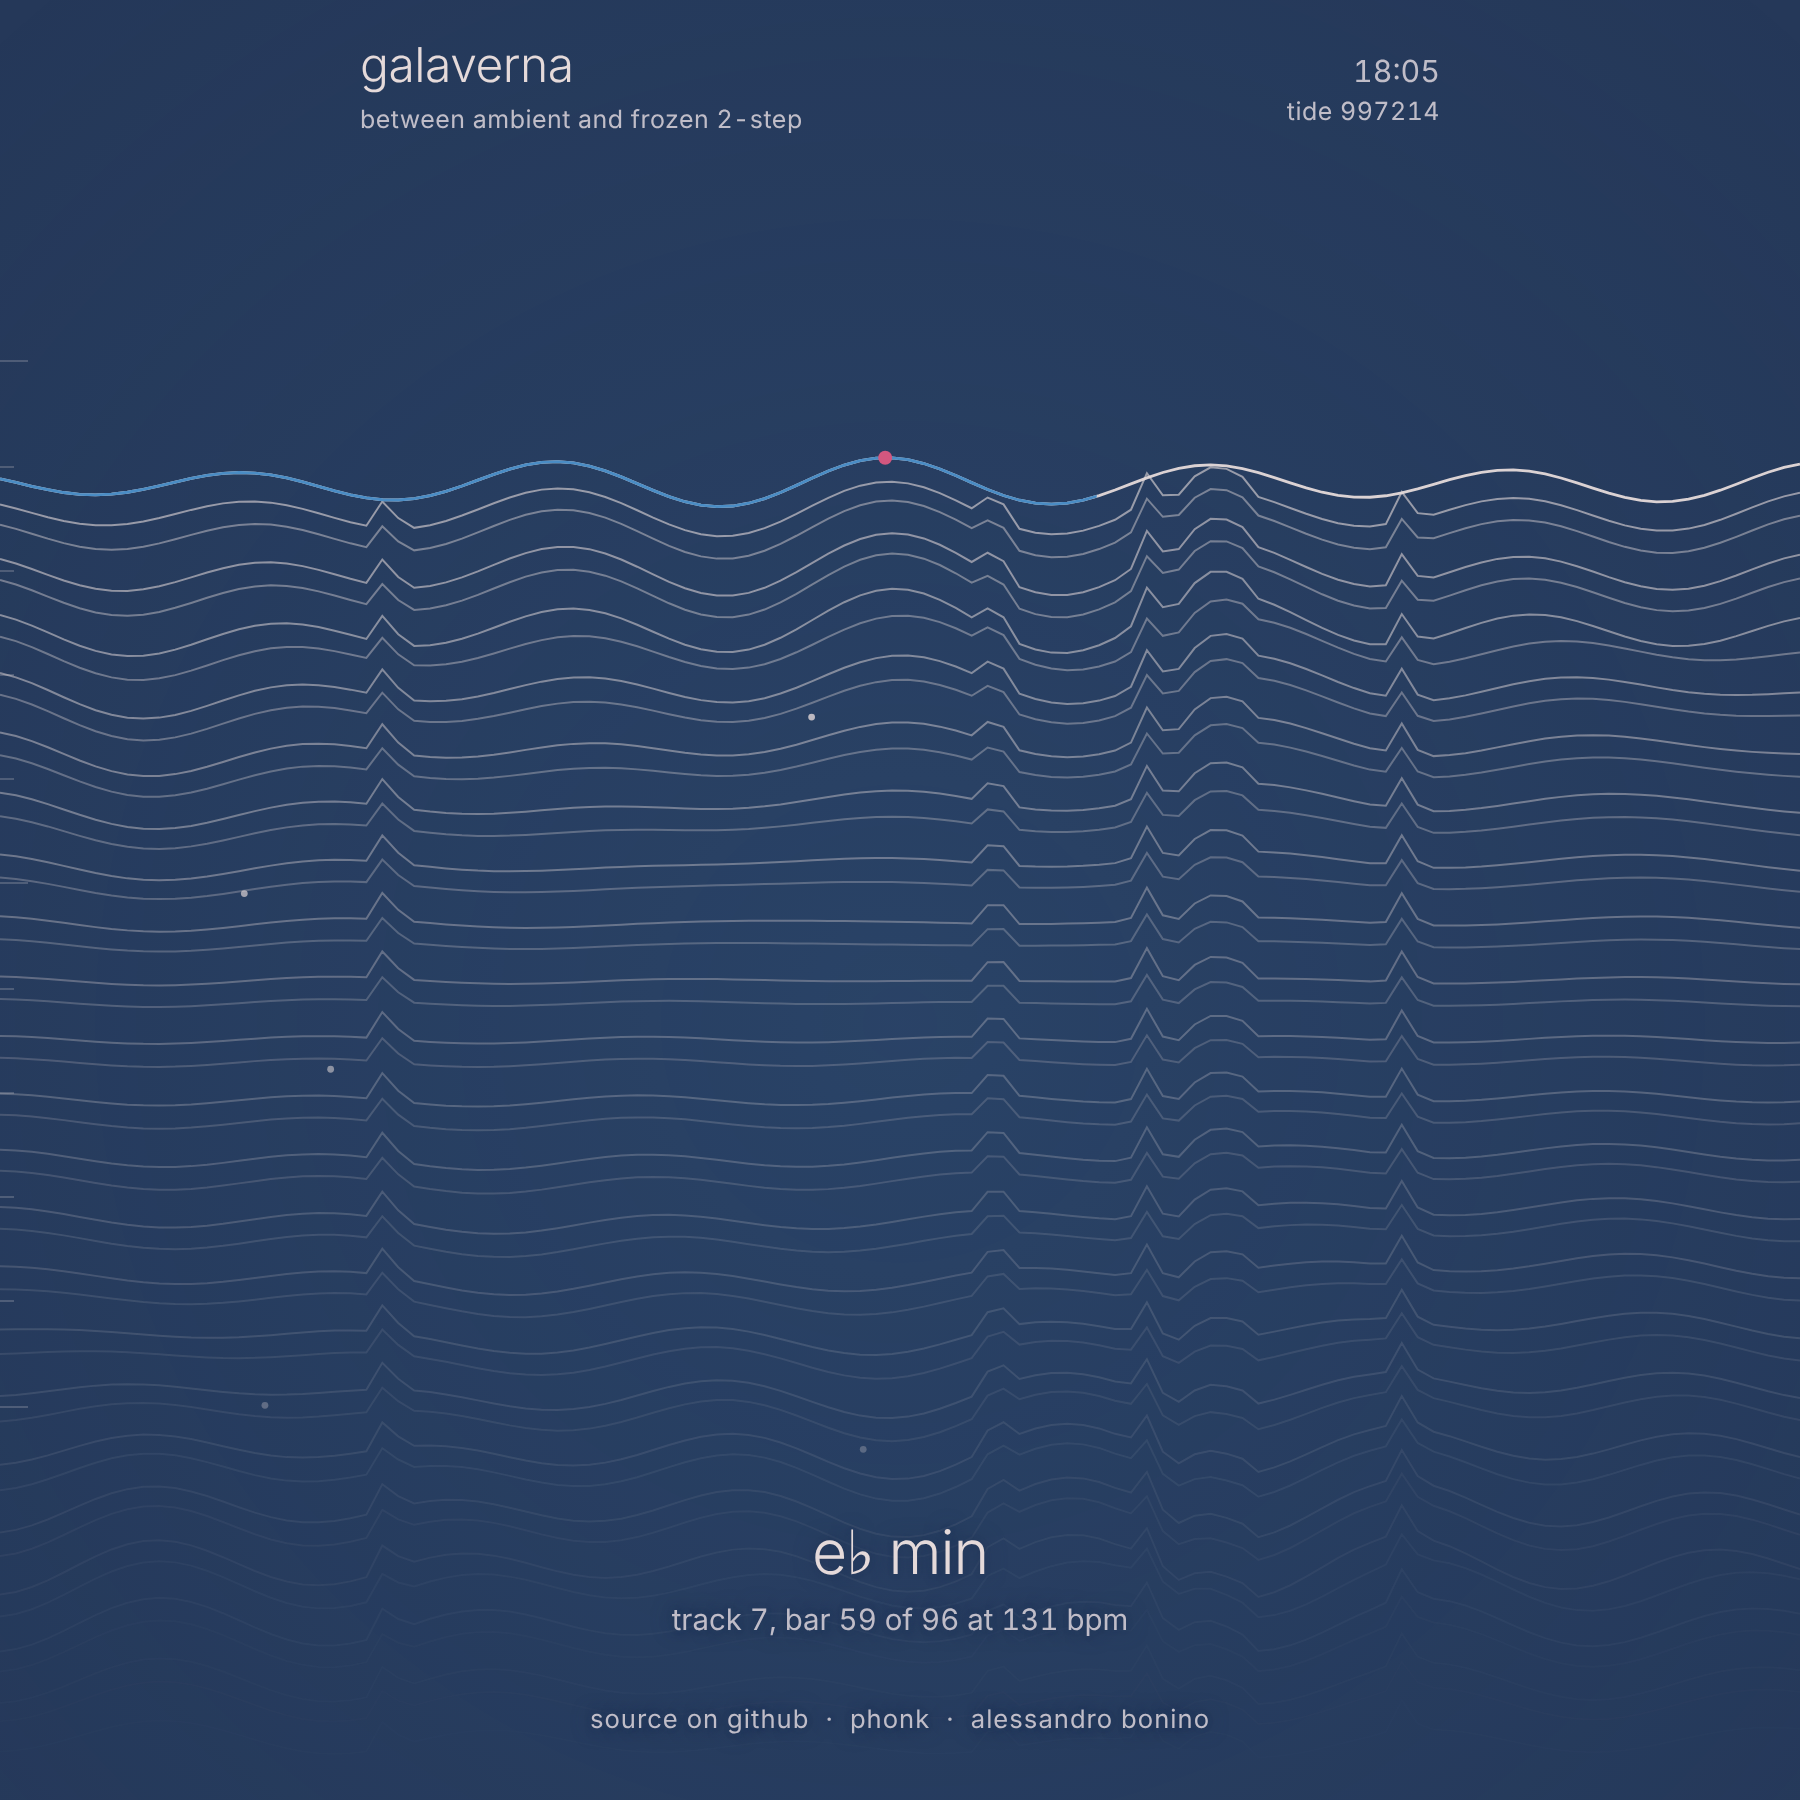 galaverna
between ambient and frozen 2-step
18:05
tide 997214
e♭ min
track 7, bar 59 of 96 at 131 bpm
source on github · phonk · alessandro bonino